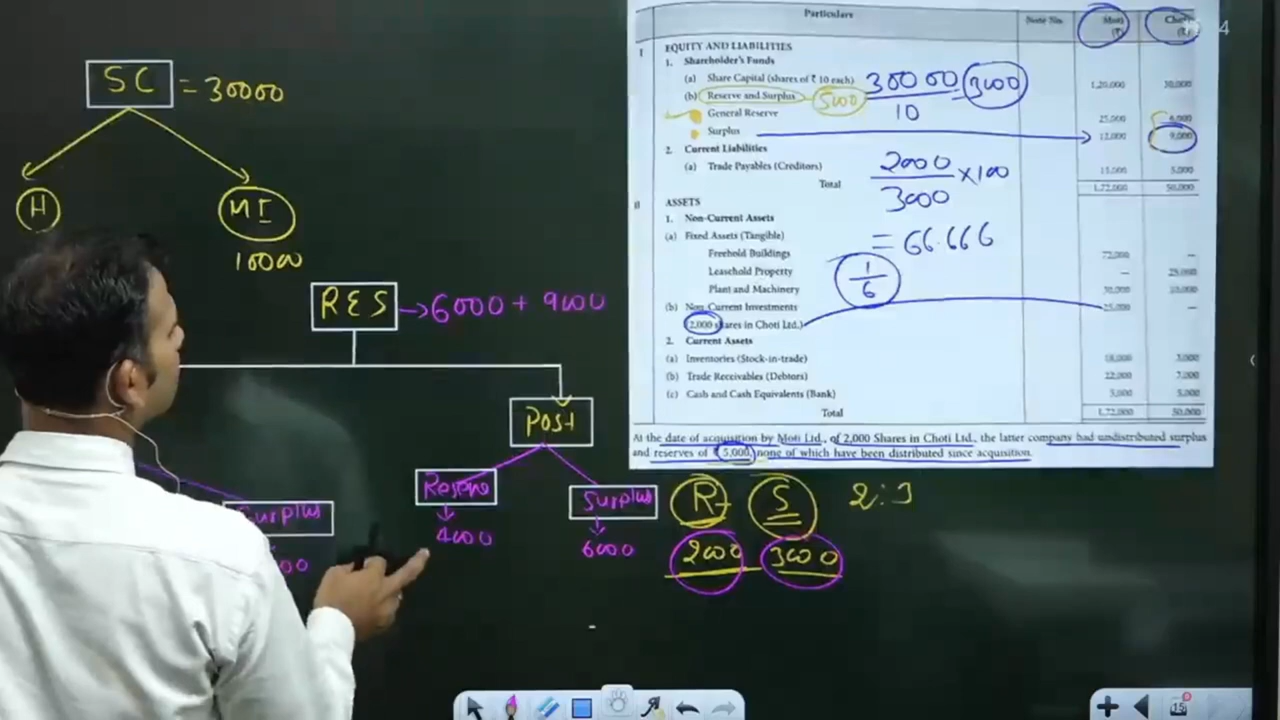 SC = 30000
H
MI
10000
RES → 6000 + 9000
Post
Reserve
Surplus
4000
6000
Surplus
00
R S 2:3
2000 3000
Particulars Note No. Moti (₹)
I EQUITY AND LIABILITIES
1. Shareholder's Funds
(a) Share Capital (shares of ₹ 10 each) 1,20,000 30,000
(b) Reserve and Surplus
General Reserve 25,000 6,000
Surplus 12,000 9,000
2. Current Liabilities
(a) Trade Payables (Creditors) 15,000 5,000
Total 1,72,000 50,000
II ASSETS
1. Non-Current Assets
(a) Fixed Assets (Tangible)
Freehold Buildings 72,000 —
Leasehold Property — 25,000
Plant and Machinery 30,000 10,000
(b) Non-Current Investments 25,000 —
(2,000 shares in Choti Ltd.)
2. Current Assets
(a) Inventories (Stock-in-trade) 18,000 3,000
(b) Trade Receivables (Debtors) 22,000 7,000
(c) Cash and Cash Equivalents (Bank) 5,000 5,000
Total 1,72,000 50,000
At the date of acquisition by Moti Ltd., of 2,000 Shares in Choti Ltd., the latter company had undistributed surplus
and reserves of ₹ 5,000, none of which have been distributed since acquisition.
5000
30000
10
3000
2000
3000
×100
= 66.666
1
6
4
15